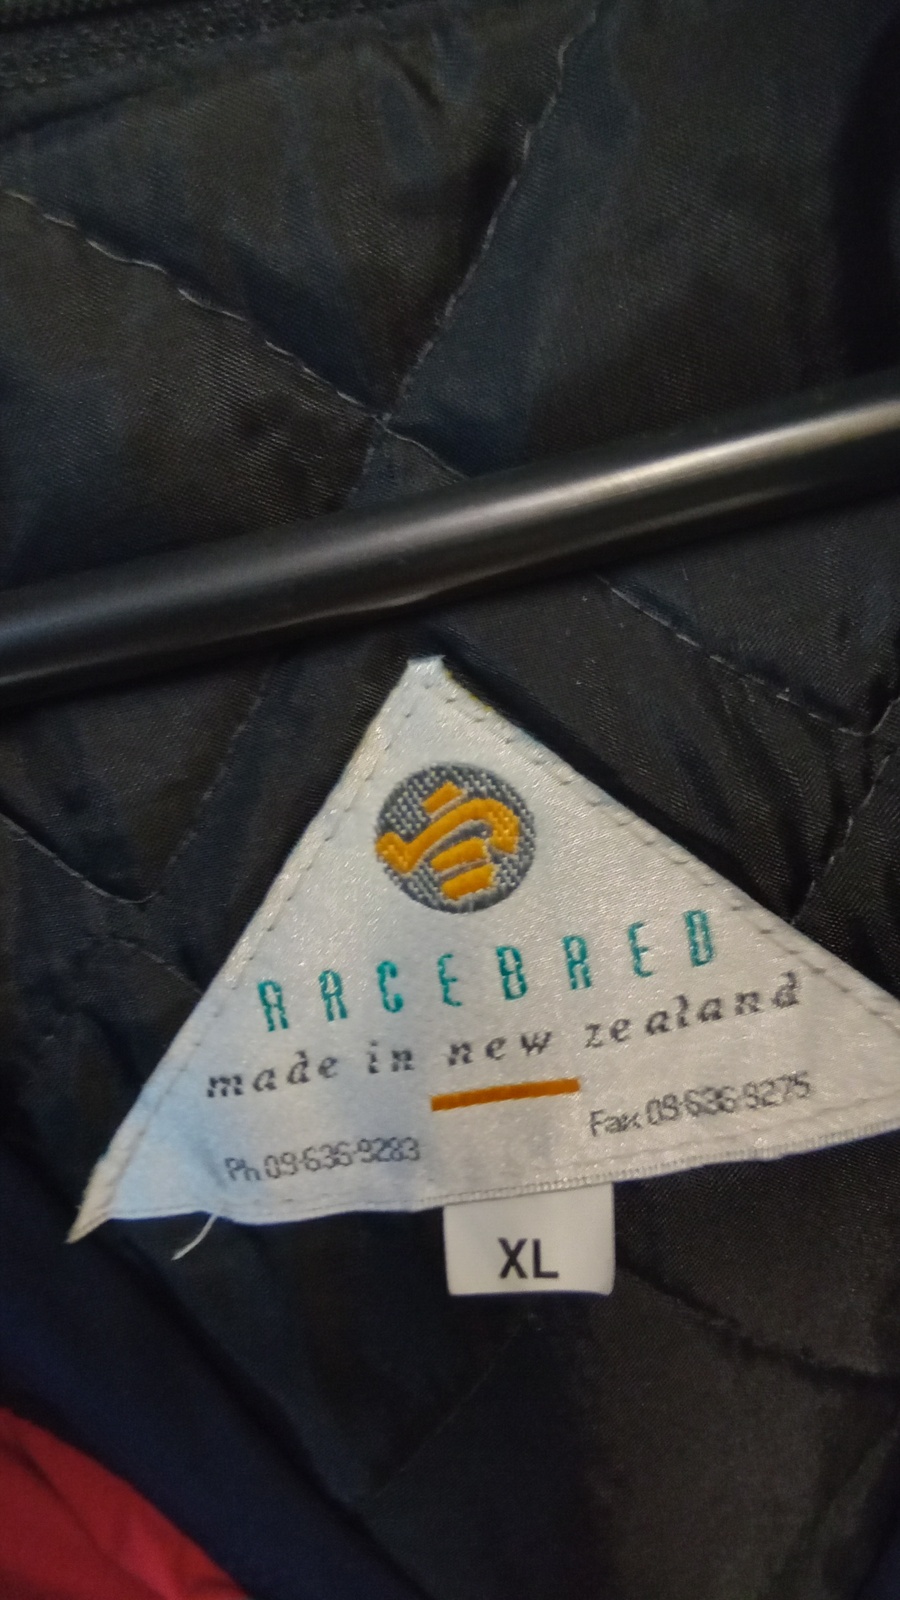 RACEBRED
made in new zealand
Ph 09-636-9283
Fax 09-636-9275
XL